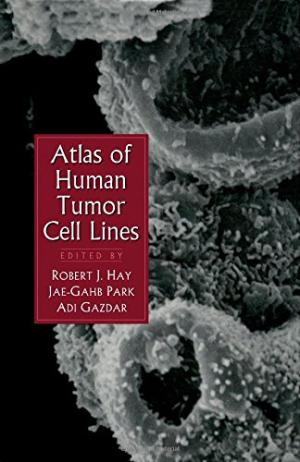 Atlas of
Human
Tumor
Cell Lines
EDITED BY
ROBERT J. HAY
JAE-GAHB PARK
ADI GAZDAR